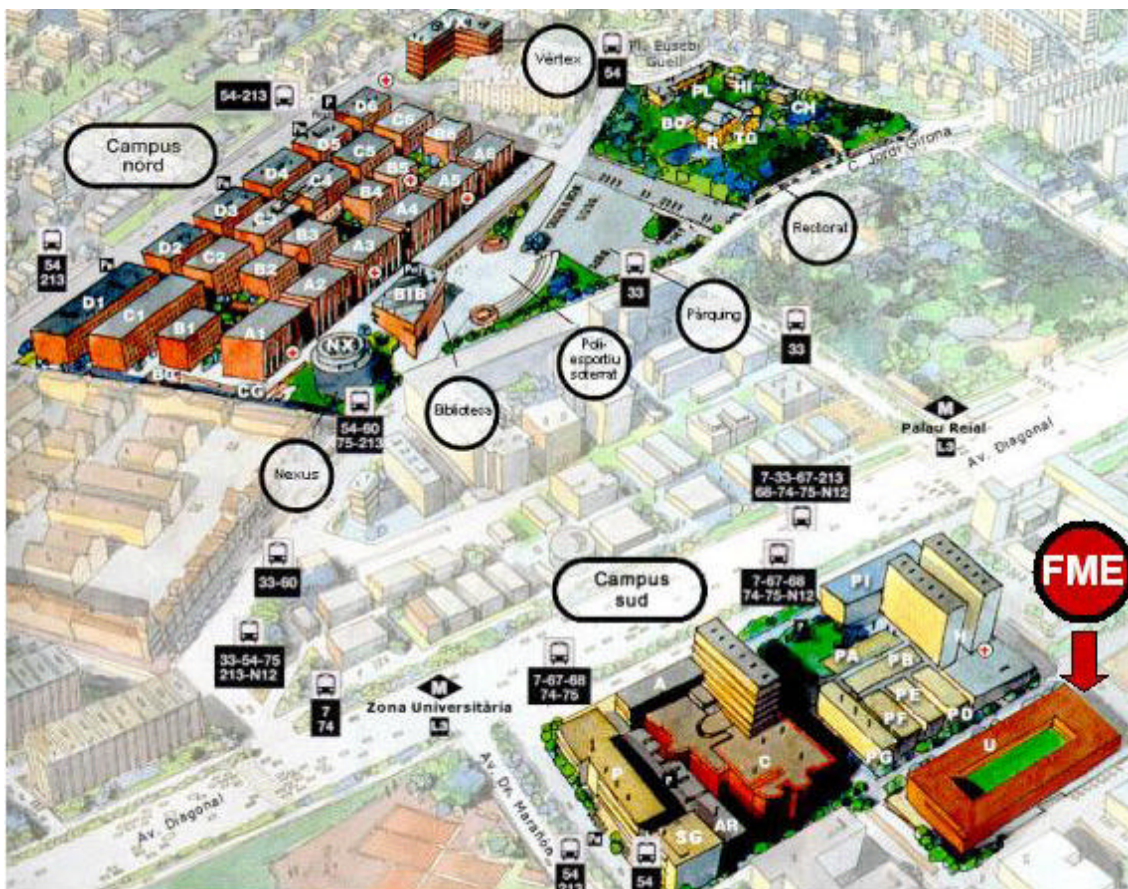 VX
Vèrtex
Pl. Eusebi
Güell
54
54-213
PL
HI
CH
BO
R
TG
C. Jordi Girona
Campus
nord
P
D6
C6
B6
A6
D5
C5
B5
A5
D4
C4
B4
A4
D3
C3
B3
A3
D2
C2
B2
A2
D1
C1
B1
A1
54
213
Rectorat
33
Pàrquing
33
BIB
NX
CG
Poli-
esportiu
soterrat
Biblioteca
54-60
75-213
Nexus
M
Palau Reial
L3
Av. Diagonal
7-33-67-213
68-74-75-N12
33-60
Campus
sud
7-67-68
74-75-N12
FME
PI
H
PA
PB
PE
PF
PD
PG
U
33-54-75
213-N12
7
74
M
Zona Universitària
L3
7-67-68
74-75
A
P
C
AR
SG
Av. Diagonal
Av. Dr. Marañón
54
213
54